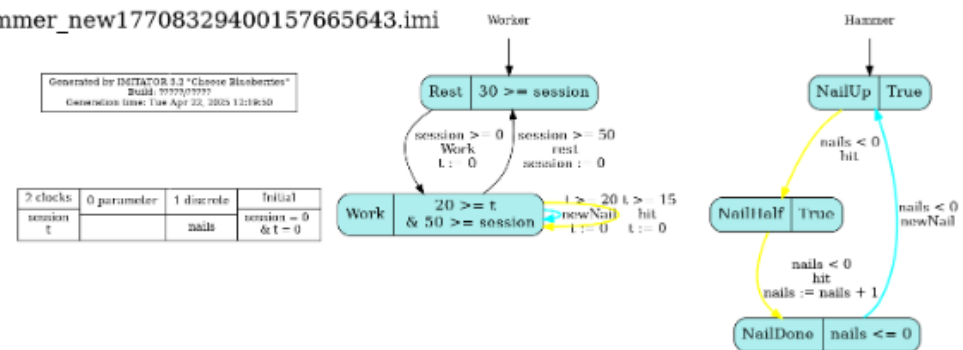 mmer_new17708329400157665643.imi
Generated by IMITATOR 3.2 "Cheese Blueberries"
Build: ?????/?????
Generation time: Tue Apr 22, 2025 12:19:50
2 clocks 0 parameter 1 discrete Initial
session
t
nails
session = 0
& t = 0
Worker
Rest 30 >= session
session >= 0
Work
t := 0
session >= 50
rest
session := 0
Work 20 >= t
& 50 >= session
t >= 20 t >= 15
newNail hit
t := 0 t := 0
Hammer
NailUp True
nails < 0
hit
NailHalf True
nails < 0
newNail
nails < 0
hit
nails := nails + 1
NailDone nails <= 0